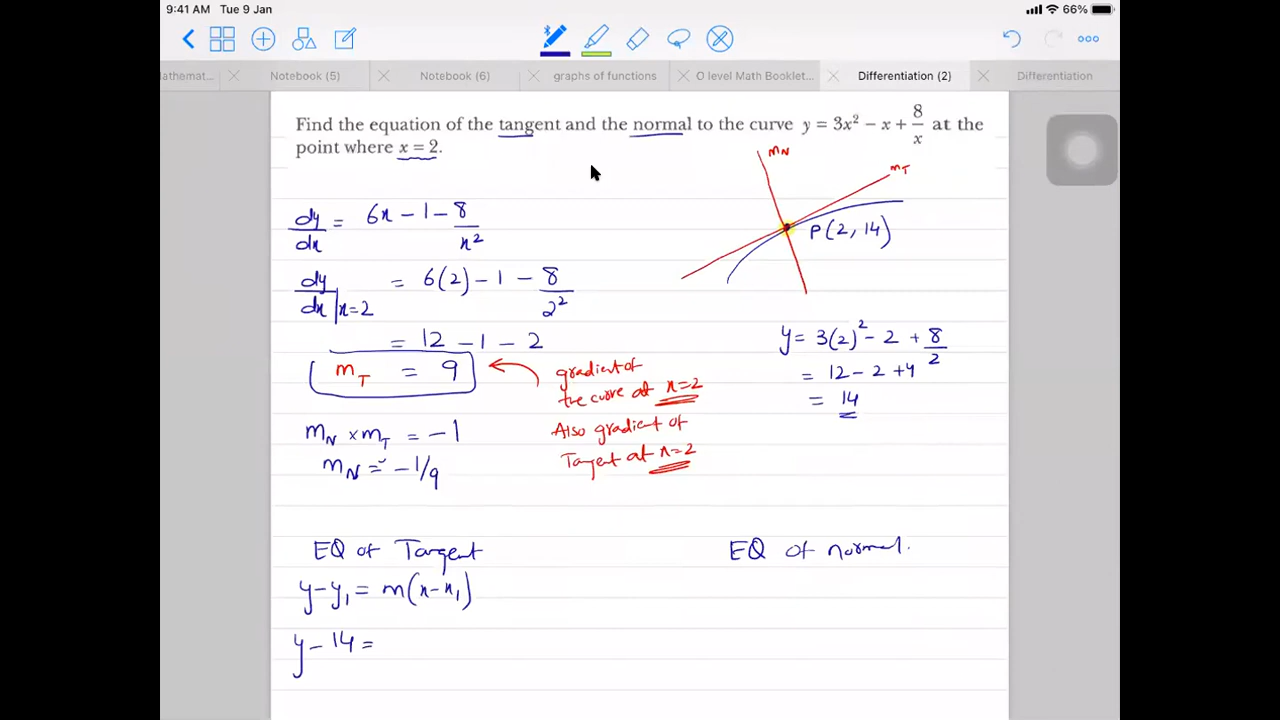 9:41 AM Tue 9 Jan
66%
Mathemat...
Notebook (5)
Notebook (6)
graphs of functions
O level Math Booklet...
Differentiation (2)
Differentiation
Find the equation of the tangent and the normal to the curve y = 3x² − x + 8/x at the
point where x = 2.
mN
mT
P(2, 14)
dy/dx = 6x − 1 − 8/x²
dy/dx|x=2 = 6(2) − 1 − 8/2²
= 12 − 1 − 2
mT = 9
gradient of
the curve at x=2
Also gradient of
Tangent at x=2
mN × mT = −1
mN = −1/9
y = 3(2)² − 2 + 8/2
= 12 − 2 + 4
= 14
EQ of Tangent
y−y₁ = m(x−x₁)
y − 14 =
EQ of normal.